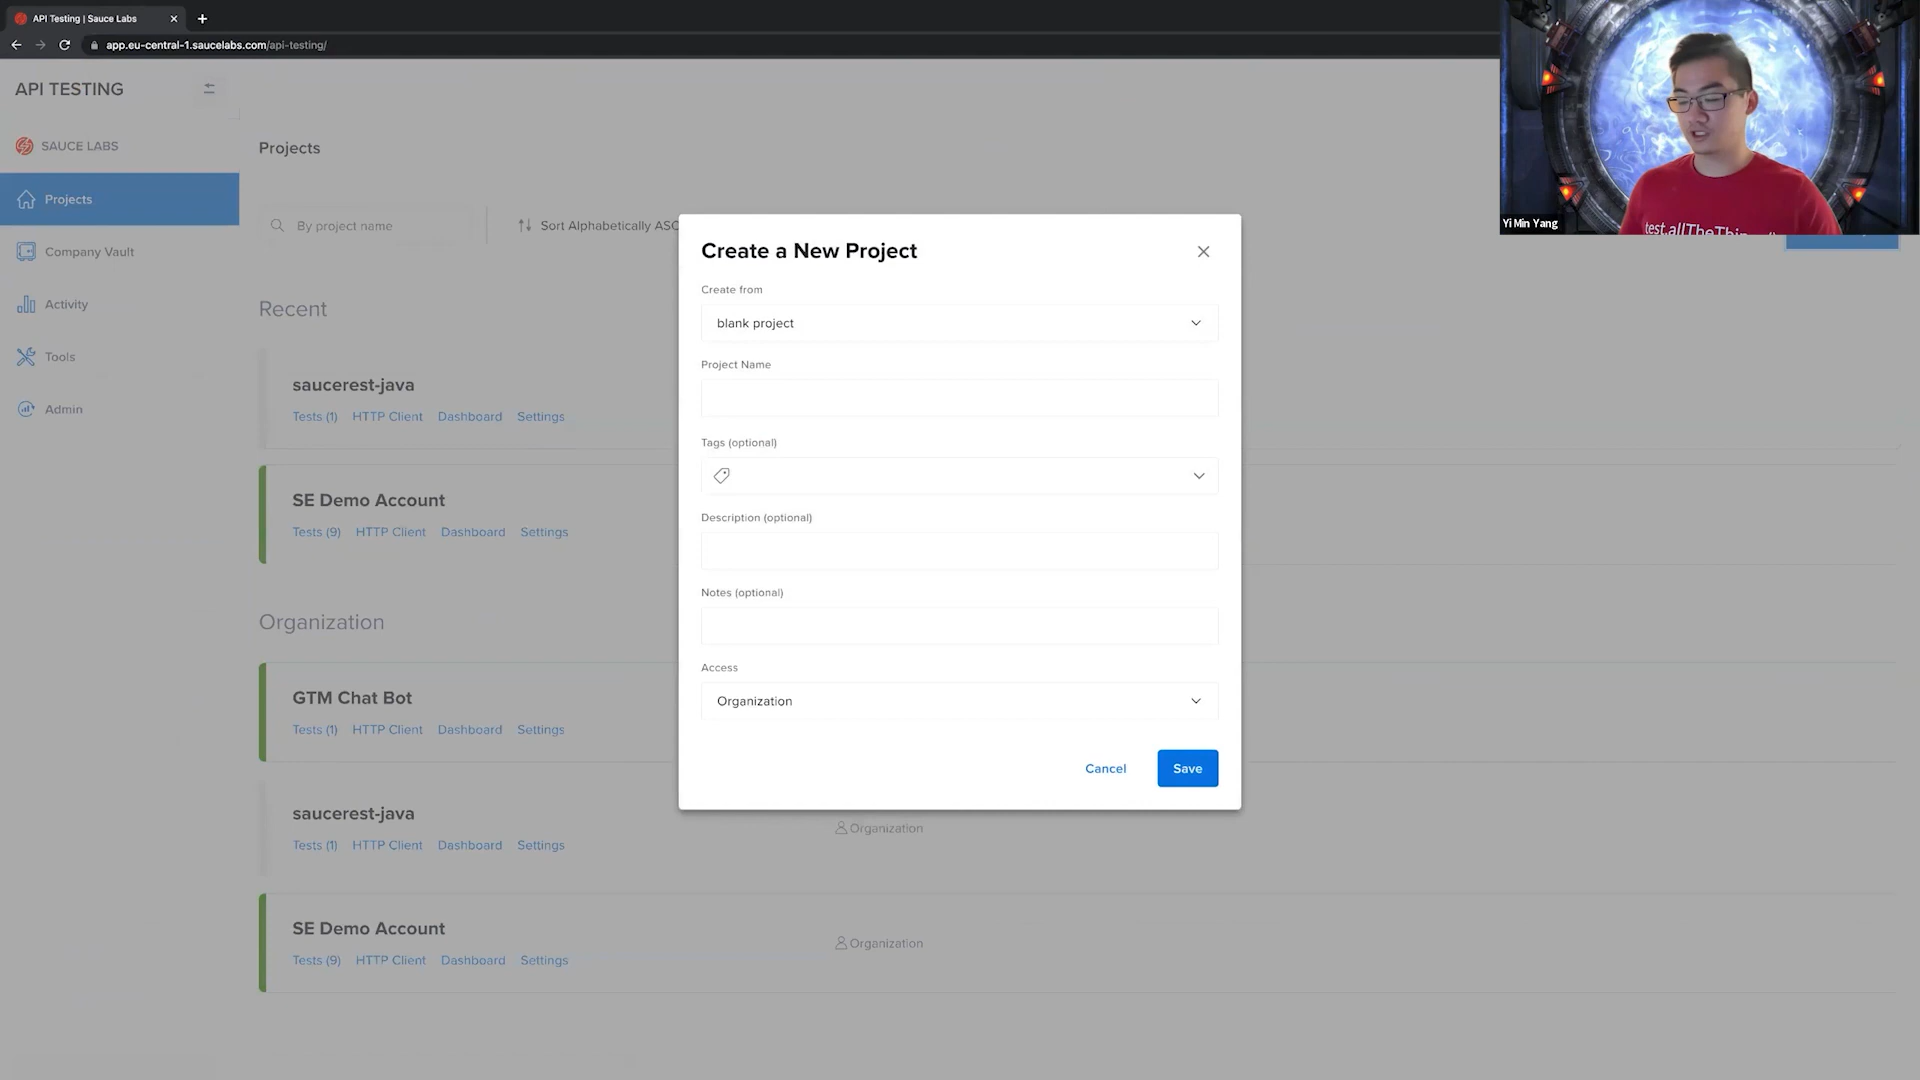 API Testing | Sauce Labs
app.eu-central-1.saucelabs.com/api-testing/
API TESTING
SAUCE LABS
Projects
Company Vault
Activity
Tools
Admin
Projects
By project name
Sort Alphabetically ASC
Recent
saucerest-java
Tests (1) HTTP Client Dashboard Settings
SE Demo Account
Tests (9) HTTP Client Dashboard Settings
Organization
GTM Chat Bot
Tests (1) HTTP Client Dashboard Settings
saucerest-java
Organization
Tests (1) HTTP Client Dashboard Settings
SE Demo Account
Organization
Tests (9) HTTP Client Dashboard Settings
Create a New Project
Create from
blank project
Project Name
Tags (optional)
Description (optional)
Notes (optional)
Access
Organization
Cancel
Save
Yi Min Yang